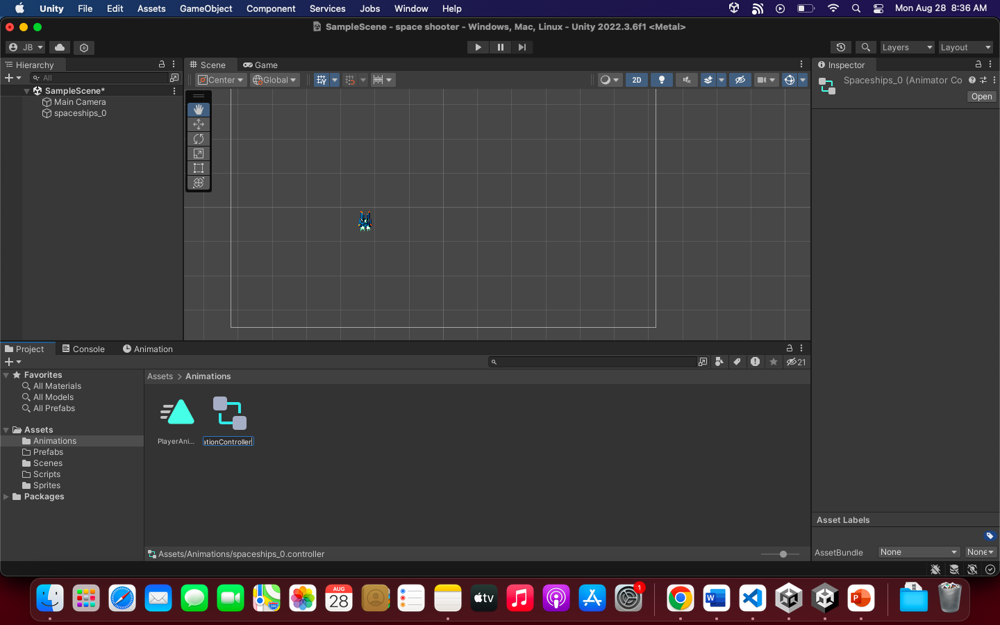 Unity File Edit Assets GameObject Component Services Jobs Window Help Mon Aug 28 8:36 AM
SampleScene - space shooter - Windows, Mac, Linux - Unity 2022.3.6f1 <Metal>
JB Layers Layout
Hierarchy Scene Game Inspector
All Center Global 2D Spaceships_0 (Animator Co
SampleScene*
Open
Main Camera
spaceships_0
Project Console Animation
21
Favorites Assets > Animations
All Materials
All Models
All Prefabs
Assets
Animations PlayerAni... ationController
Prefabs
Scenes
Scripts
Sprites
Packages
Asset Labels
AssetBundle None None
Assets/Animations/spaceships_0.controller
AUG
28
tv
1
W
P